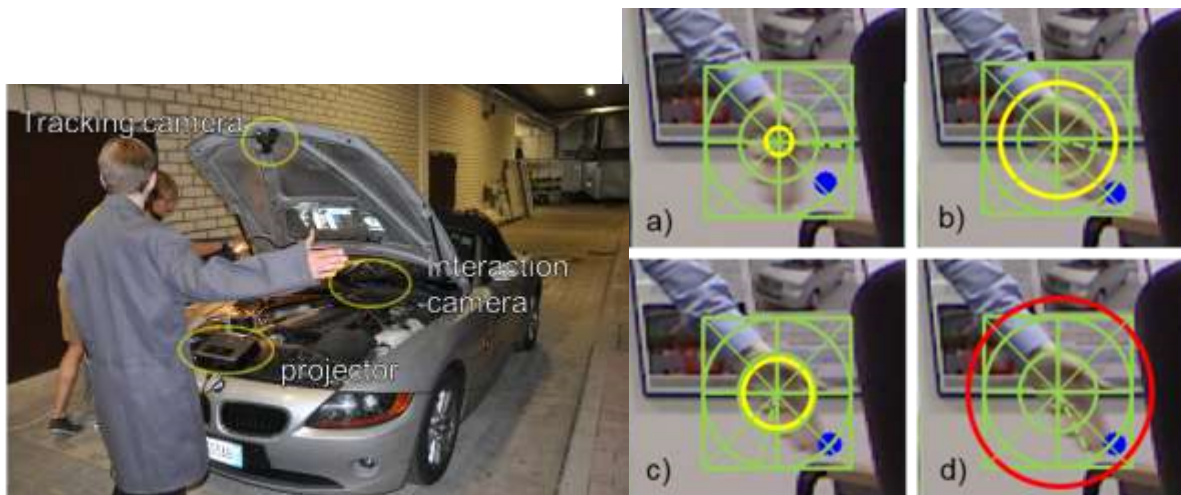 Tracking camera
Interaction
camera
projector
a)
b)
c)
d)